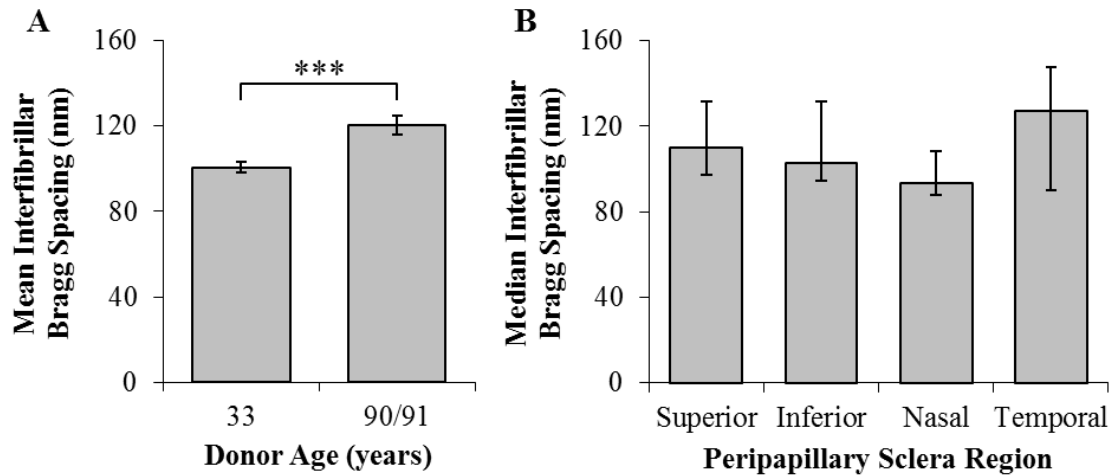 A
Mean Interfibrillar
Bragg Spacing (nm)
160
120
80
40
0
***
33
90/91
Donor Age (years)
B
Median Interfibrillar
Bragg Spacing (nm)
160
120
80
40
0
Superior
Inferior
Nasal
Temporal
Peripapillary Sclera Region